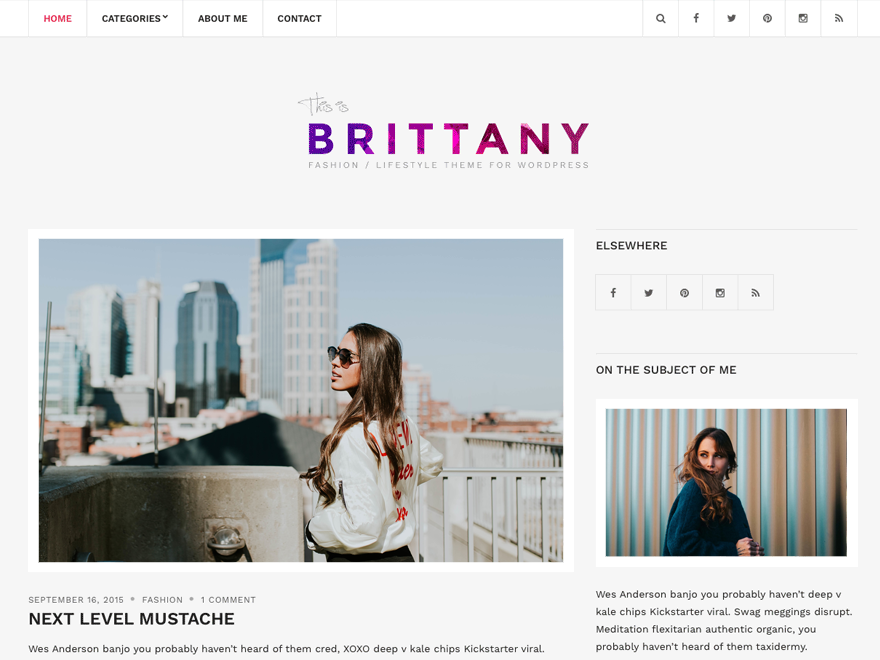 HOME CATEGORIES ABOUT ME CONTACT
This is
BRITTANY
FASHION / LIFESTYLE THEME FOR WORDPRESS
SEPTEMBER 16, 2015 • FASHION • 1 COMMENT
NEXT LEVEL MUSTACHE
Wes Anderson banjo you probably haven't heard of them cred, XOXO deep v kale chips Kickstarter viral.
ELSEWHERE
ON THE SUBJECT OF ME
Wes Anderson banjo you probably haven't deep v
kale chips Kickstarter viral. Swag meggings disrupt.
Meditation flexitarian authentic organic, you
probably haven't heard of them taxidermy.